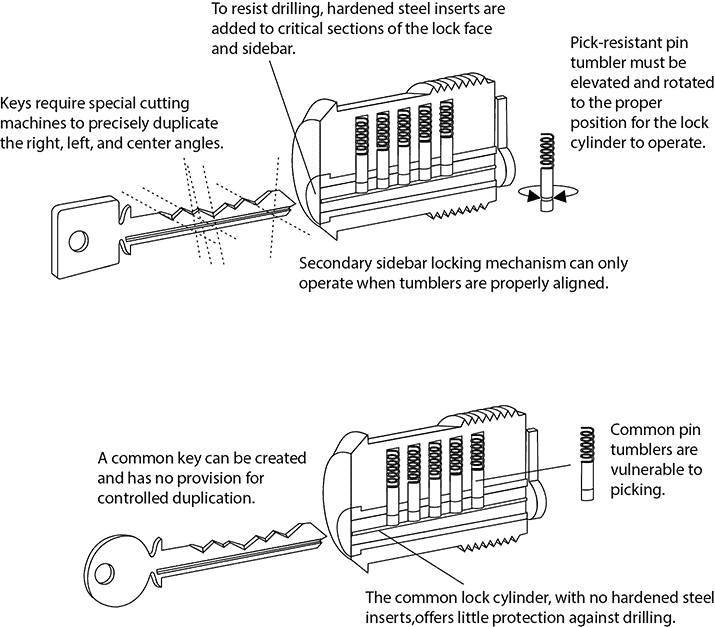 To resist drilling, hardened steel inserts are
added to critical sections of the lock face
and sidebar.
Pick-resistant pin
tumbler must be
elevated and rotated
to the proper
position for the lock
cylinder to operate.
Keys require special cutting
machines to precisely duplicate
the right, left, and center angles.
Secondary sidebar locking mechanism can only
operate when tumblers are properly aligned.
Common pin
tumblers are
vulnerable to
picking.
A common key can be created
and has no provision for
controlled duplication.
The common lock cylinder, with no hardened steel
inserts,offers little protection against drilling.